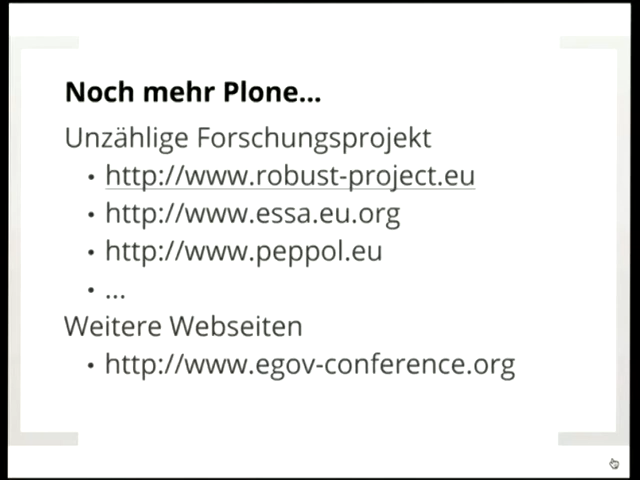 Noch mehr Plone...
Unzählige Forschungsprojekt
• http://www.robust-project.eu
• http://www.essa.eu.org
• http://www.peppol.eu
• ...
Weitere Webseiten
• http://www.egov-conference.org